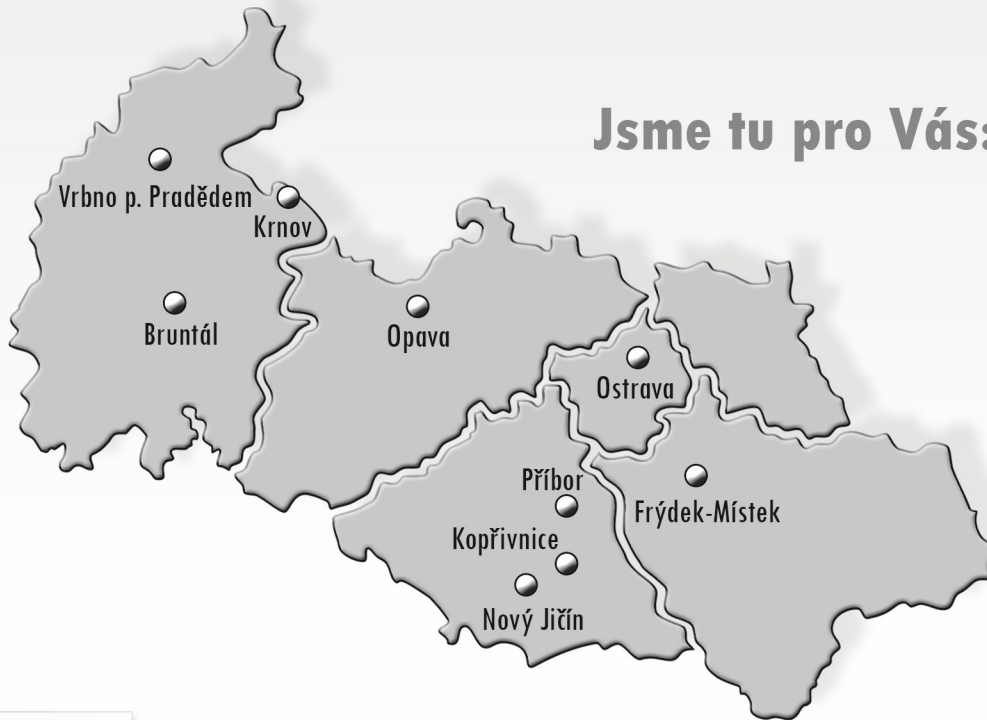 Jsme tu pro Vás:
Vrbno p. Pradědem
Krnov
Bruntál
Opava
Ostrava
Příbor
Frýdek-Místek
Kopřivnice
Nový Jičín